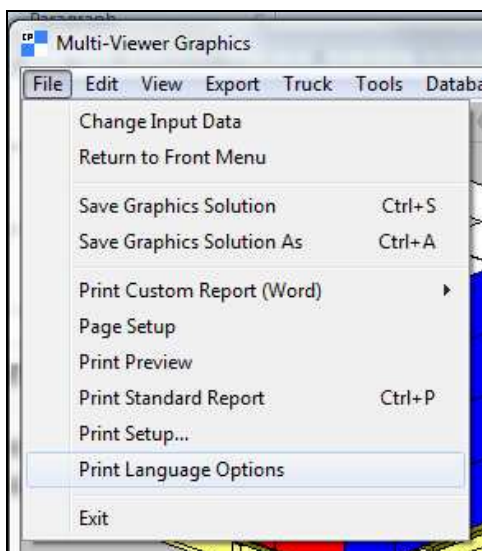 Paragraph
CP Multi-Viewer Graphics
File Edit View Export Truck Tools Databa
Change Input Data
Return to Front Menu
Save Graphics Solution Ctrl+S
Save Graphics Solution As Ctrl+A
Print Custom Report (Word)
Page Setup
Print Preview
Print Standard Report Ctrl+P
Print Setup...
Print Language Options
Exit